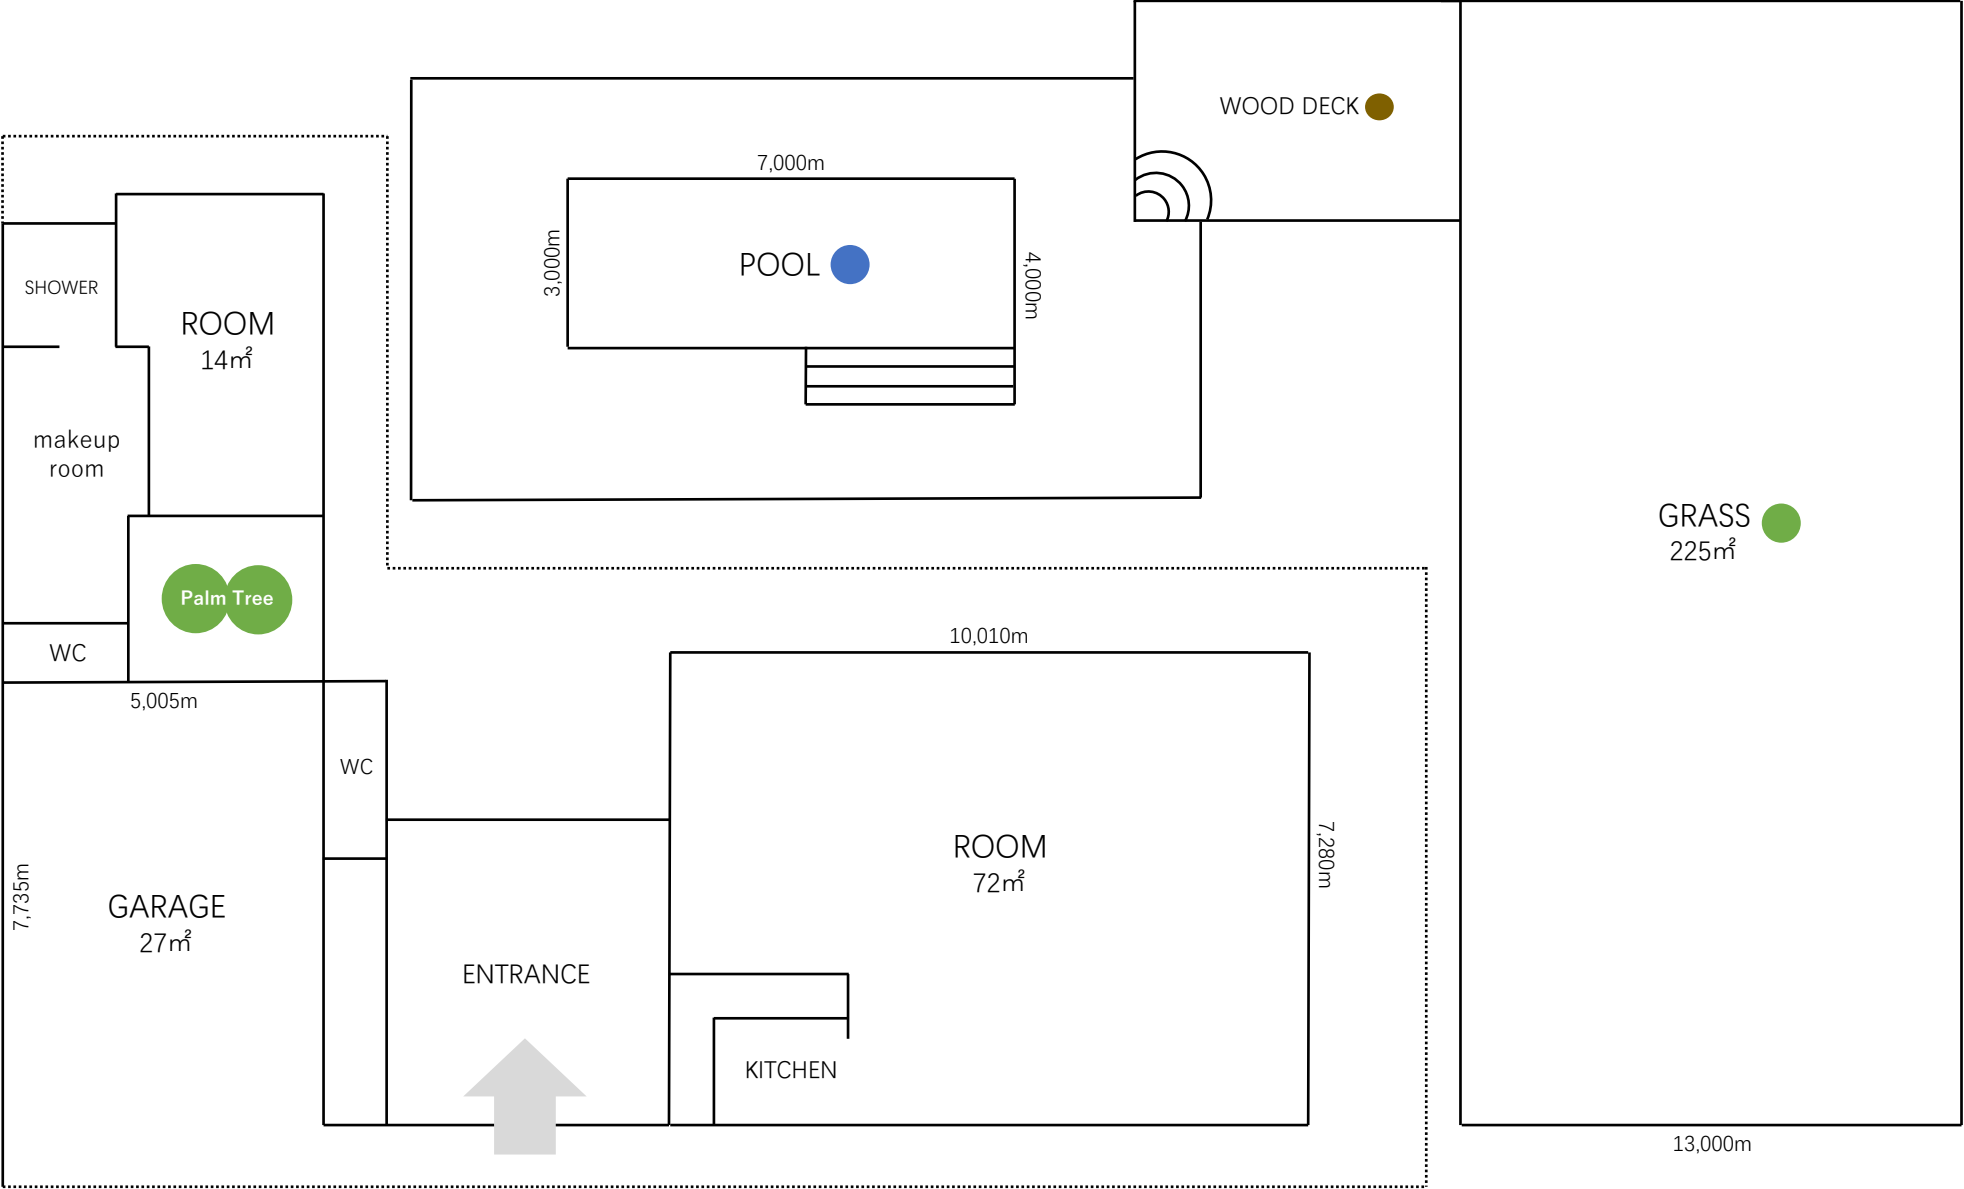 WOOD DECK
7,000m
3,000m
POOL
4,000m
SHOWER
ROOM
14㎡
makeup
room
GRASS
225㎡
Palm Tree
WC
5,005m
10,010m
WC
7,735m
GARAGE
27㎡
ROOM
72㎡
7,280m
ENTRANCE
KITCHEN
13,000m